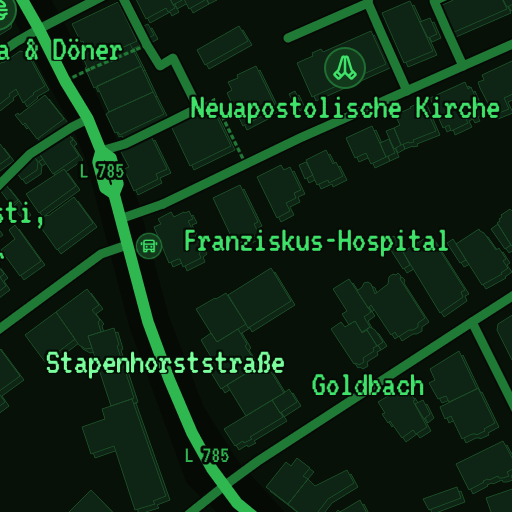 a & Döner
Neuapostolische Kirche
L 785
sti,
Franziskus-Hospital
Stapenhorststraße
Goldbach
L 785